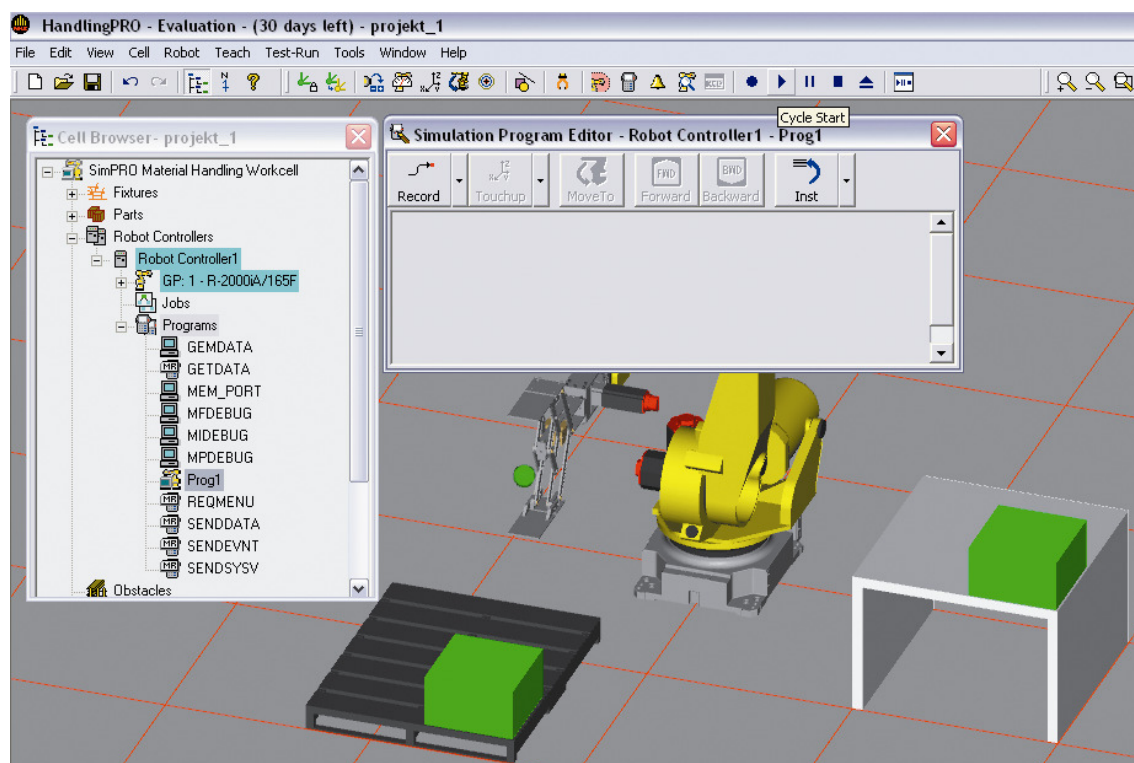 HandlingPRO - Evaluation - (30 days left) - projekt_1
File Edit View Cell Robot Teach Test-Run Tools Window Help
Cycle Start
Cell Browser- projekt_1
SimPRO Material Handling Workcell
Fixtures
Parts
Robot Controllers
Robot Controller1
GP: 1 - R-2000iA/165F
Jobs
Programs
GEMDATA
GETDATA
MEM_PORT
MFDEBUG
MIDEBUG
MPDEBUG
Prog1
REQMENU
SENDDATA
SENDEVNT
SENDSYSV
Obstacles
Simulation Program Editor - Robot Controller1 - Prog1
Record Touchup MoveTo Forward Backward Inst
FWD BWD